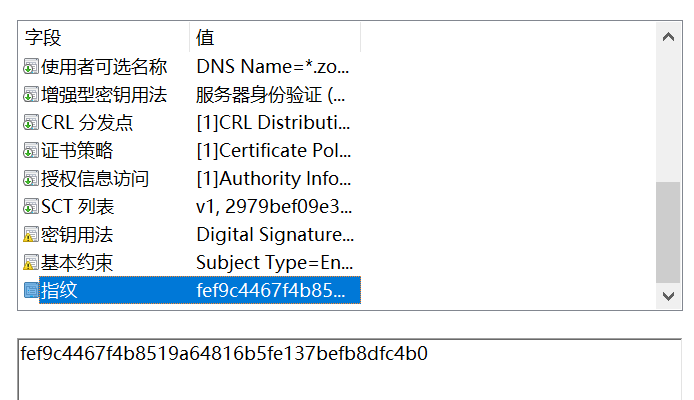 字段 值
使用者可选名称 DNS Name=*.zo...
增强型密钥用法 服务器身份验证 (...
CRL 分发点 [1]CRL Distributi...
证书策略 [1]Certificate Pol...
授权信息访问 [1]Authority Info...
SCT 列表 v1, 2979bef09e3...
密钥用法 Digital Signature...
基本约束 Subject Type=En...
指纹 fef9c4467f4b85...
fef9c4467f4b8519a64816b5fe137befb8dfc4b0